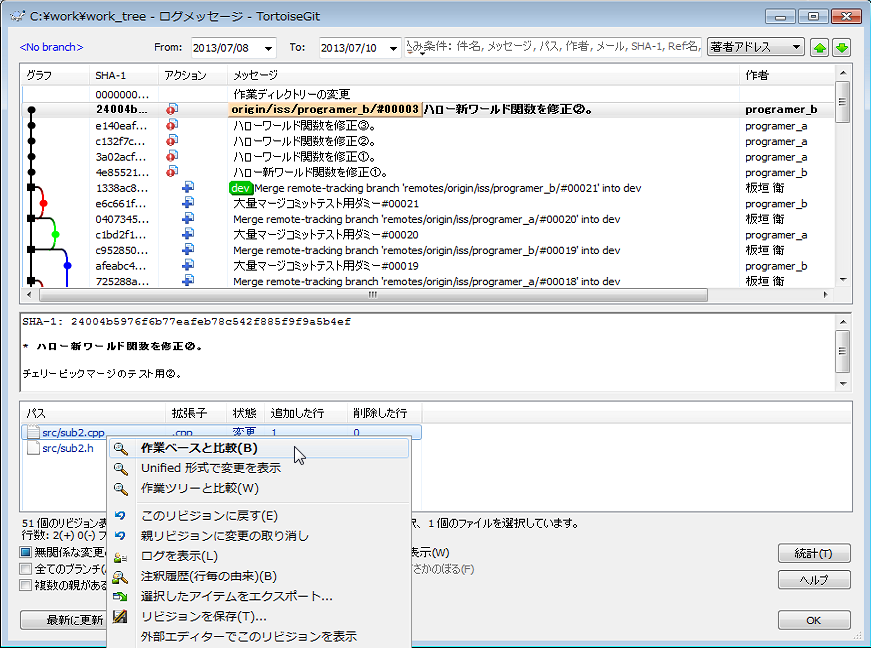 C:¥work¥work_tree - ログメッセージ - TortoiseGit
<No branch> From: 2013/07/08 To: 2013/07/10 み条件: 件名, メッセージ, パス, 作者, メール, SHA-1, Ref名, 著者アドレス
グラフ SHA-1 アクション メッセージ 作者
0000000... 作業ディレクトリーの変更
24004b... origin/iss/programer_b/#00003 ハロー新ワールド関数を修正②。 programer_b
e140eaf... ハローワールド関数を修正③。 programer_a
c132f7c... ハローワールド関数を修正②。 programer_a
3a02acf... ハローワールド関数を修正①。 programer_a
4e85521... ハロー新ワールド関数を修正①。 programer_b
1338ac8... dev Merge remote-tracking branch 'remotes/origin/iss/programer_b/#00021' into dev 板垣 衛
e6c661f... 大量マージコミットテスト用ダミー#00021 programer_b
0407345... Merge remote-tracking branch 'remotes/origin/iss/programer_a/#00020' into dev 板垣 衛
c1bd2f1... 大量マージコミットテスト用ダミー#00020 programer_a
c952850... Merge remote-tracking branch 'remotes/origin/iss/programer_b/#00019' into dev 板垣 衛
afeabc4... 大量マージコミットテスト用ダミー#00019 programer_b
725288a... Merge remote-tracking branch 'remotes/origin/iss/programer_a/#00018' into dev 板垣 衛
SHA-1: 24004b5976f6b77eafeb78c542f885f9f9a5b4ef
* ハロー新ワールド関数を修正②。
チェリーピックマージのテスト用②。
パス 拡張子 状態 追加した行 削除した行
src/sub2.cpp .cpp 変更 1 0
src/sub2.h
作業ベースと比較(B)
Unified 形式で変更を表示
作業ツリーと比較(W)
このリビジョンに戻す(E)
親リビジョンに変更の取り消し
ログを表示(L)
注釈履歴(行毎の由来)(B)
選択したアイテムをエクスポート...
リビジョンを保存(T)...
外部エディターでこのリビジョンを表示
51 個のリビジョン表 、1 個のファイルを選択しています。
行数: 2(+) 0(-) フ
無関係な変更 表示(W) 統計(T)
全てのブランチ( さかのぼる(F)
複数の親がある ヘルプ
最新に更新 OK